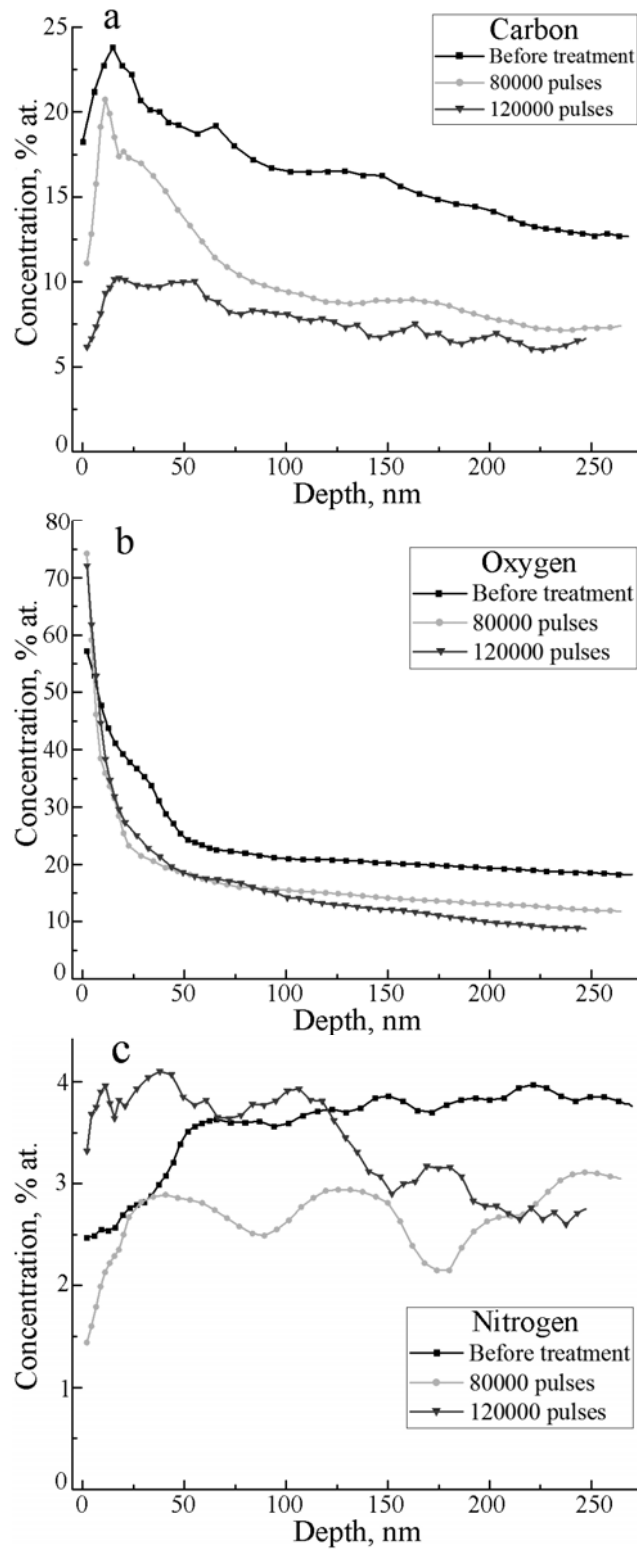 a
Carbon
Before treatment
80000 pulses
120000 pulses
25
20
15
10
5
0
Concentration, % at.
0 50 100 150 200 250
Depth, nm
b
Oxygen
Before treatment
80000 pulses
120000 pulses
80
70
60
50
40
30
20
10
0
Concentration, % at.
0 50 100 150 200 250
Depth, nm
c
4
3
2
1
0
Concentration, % at.
Nitrogen
Before treatment
80000 pulses
120000 pulses
0 50 100 150 200 250
Depth, nm